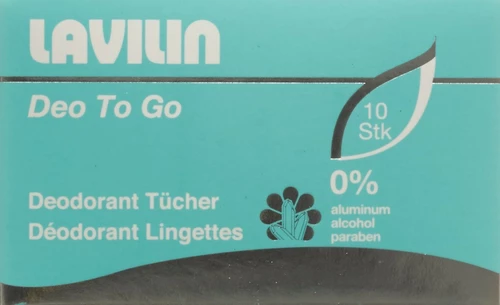 LAVILIN
Deo To Go
10
Stk
Deodorant Tücher
Déodorant Lingettes
0%
aluminum
alcohol
paraben